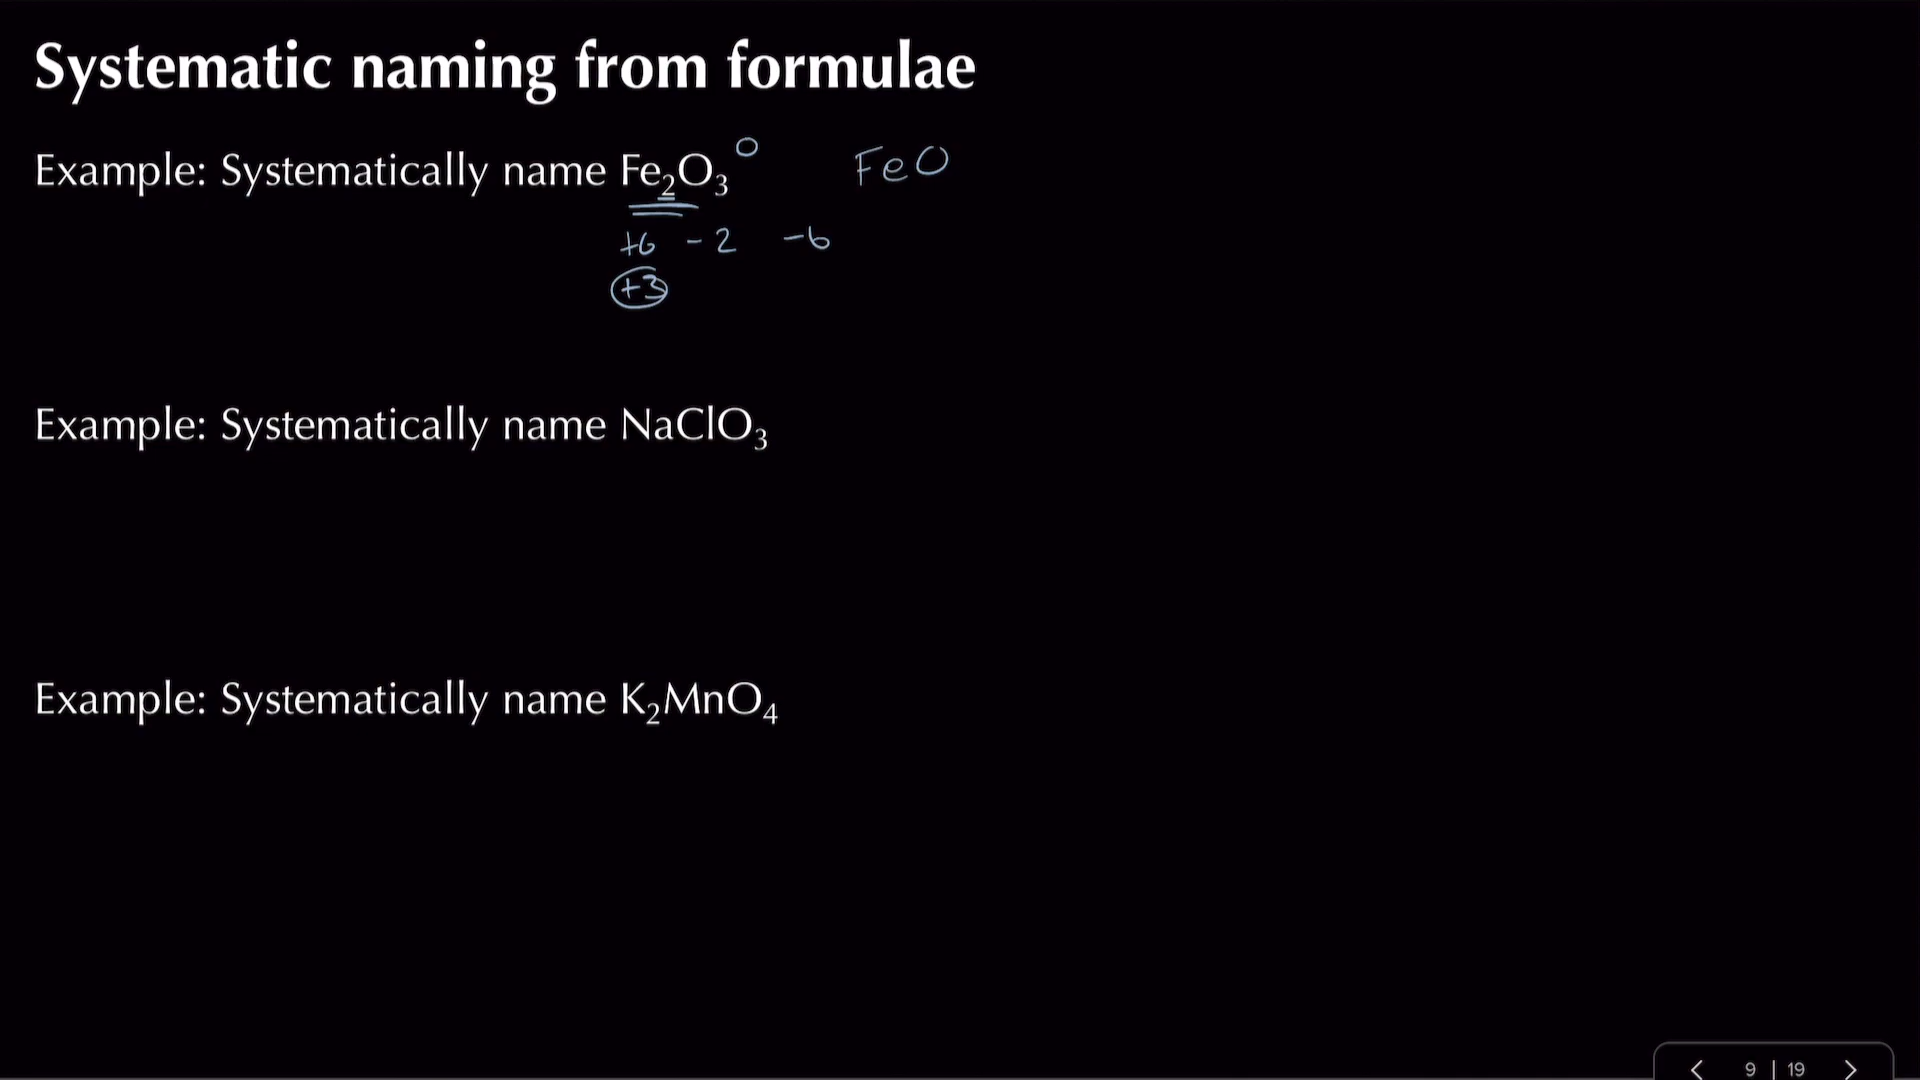 Systematic naming from formulae
Example: Systematically name Fe₂O₃ 0 FeO
+6 -2 -6
+3
Example: Systematically name NaClO₃
Example: Systematically name K₂MnO₄
9 | 19